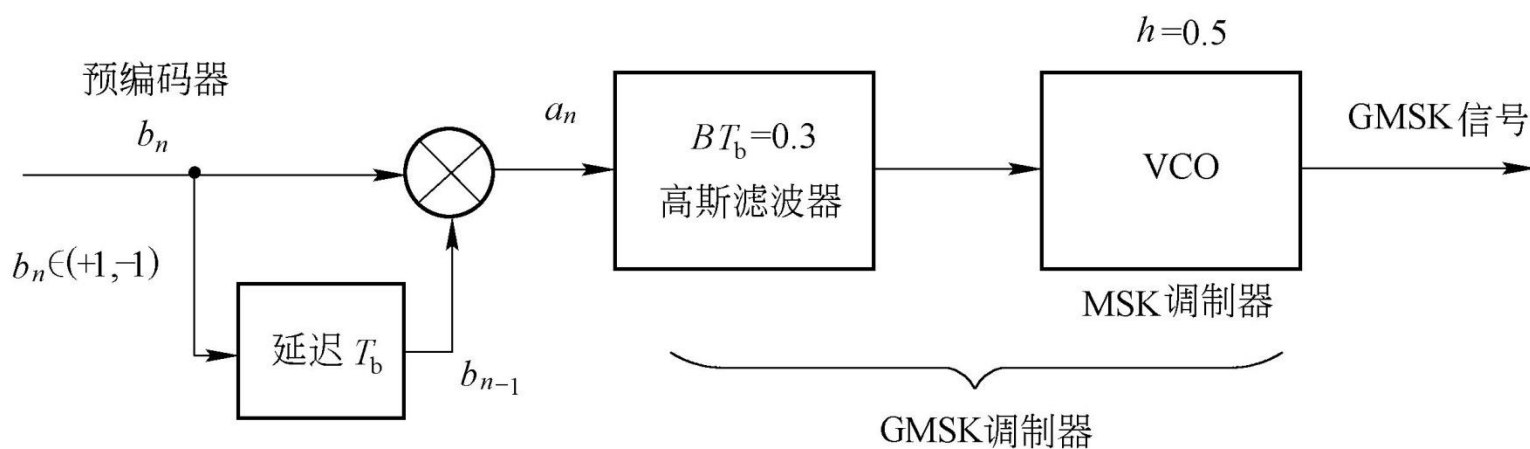 预编码器
b_n
b_n∈(+1,-1)
延迟 T_b
b_{n-1}
a_n
BT_b=0.3
高斯滤波器
h=0.5
VCO
MSK调制器
GMSK信号
GMSK调制器